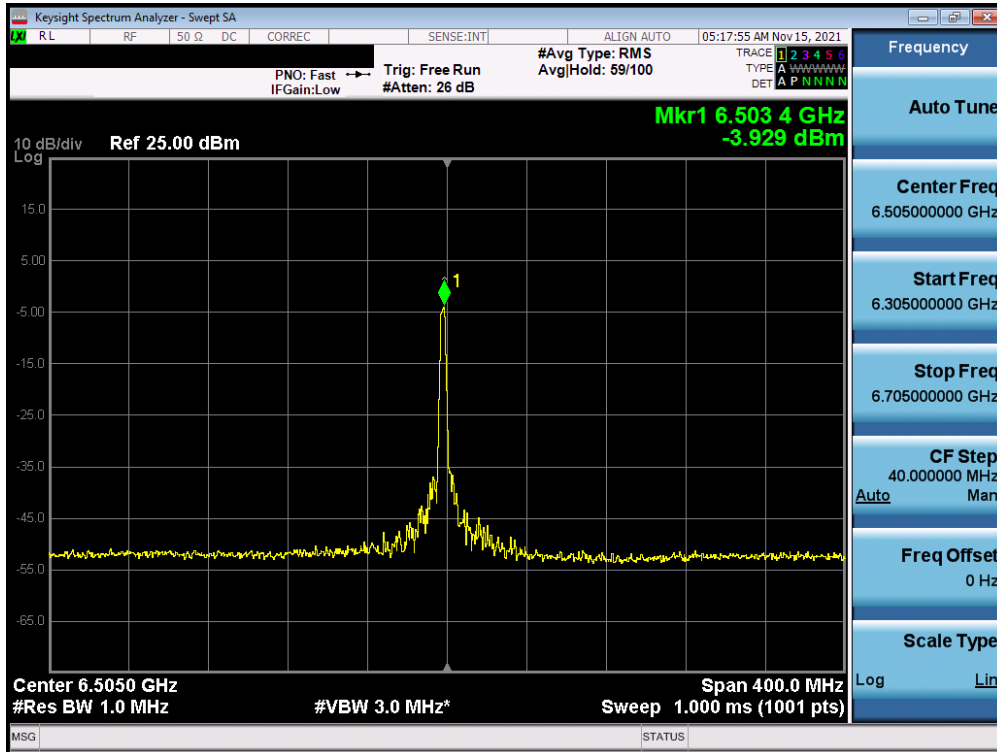 Keysight Spectrum Analyzer - Swept SA
LXI RL RF 50 Ω DC CORREC SENSE:INT ALIGN AUTO 05:17:55 AM Nov 15, 2021
PNO: Fast Trig: Free Run #Avg Type: RMS TRACE 1 2 3 4 5 6
IFGain:Low #Atten: 26 dB Avg|Hold: 59/100 TYPE A WWWWW
DET A P N N N N
Mkr1 6.503 4 GHz
-3.929 dBm
10 dB/div Ref 25.00 dBm
Log
1
15.0
5.00
-5.00
-15.0
-25.0
-35.0
-45.0
-55.0
-65.0
Center 6.5050 GHz Span 400.0 MHz
#Res BW 1.0 MHz #VBW 3.0 MHz* Sweep 1.000 ms (1001 pts)
MSG STATUS
Frequency
Auto Tune
Center Freq
6.505000000 GHz
Start Freq
6.305000000 GHz
Stop Freq
6.705000000 GHz
CF Step
40.000000 MHz
Auto Man
Freq Offset
0 Hz
Scale Type
Log Lin